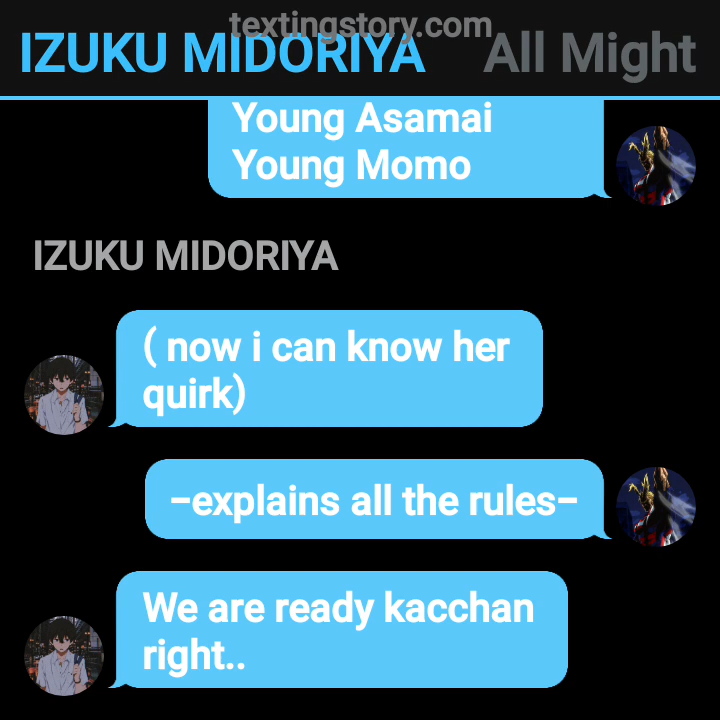 textingstory.com
IZUKU MIDORIYA All Might
Young Asamai
Young Momo
IZUKU MIDORIYA
( now i can know her
quirk)
–explains all the rules–
We are ready kacchan
right..